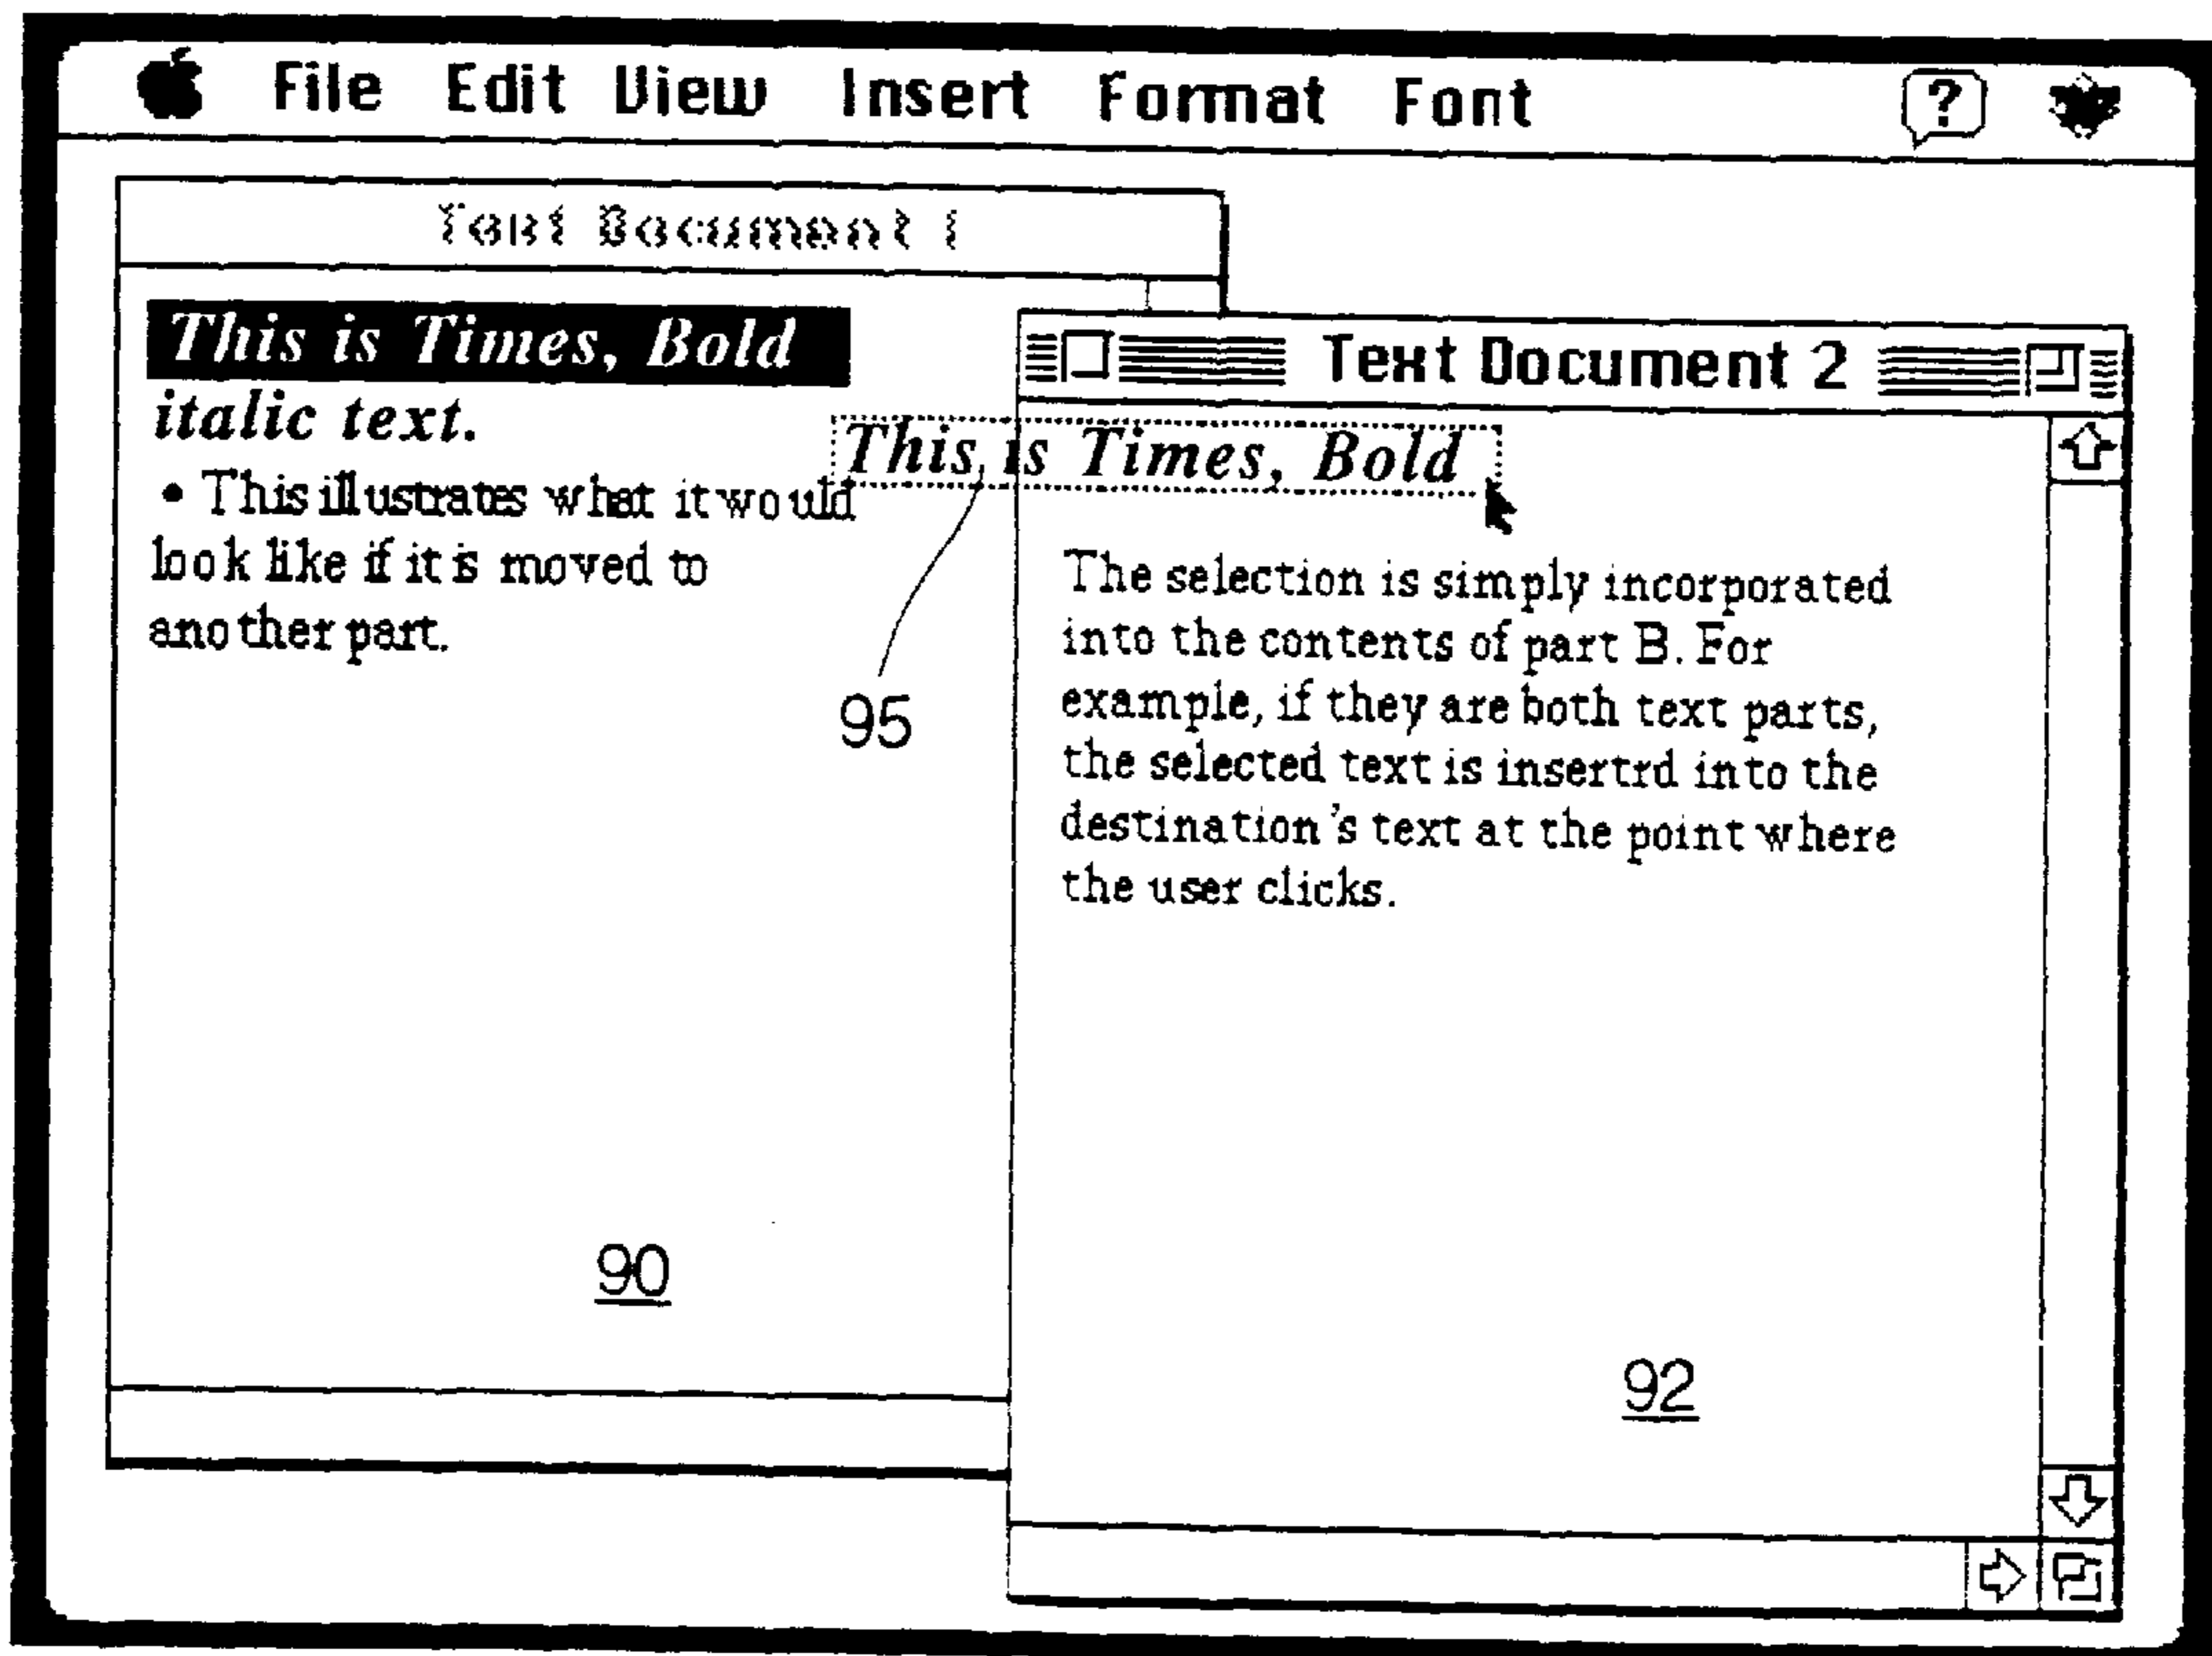 File Edit View Insert Format Font ?
Text Document 1
This is Times, Bold
italic text.
• This illustrates what it would
look like if it is moved to
another part.
90
Text Document 2
This is Times, Bold
95
The selection is simply incorporated
into the contents of part B. For
example, if they are both text parts,
the selected text is insertrd into the
destination's text at the point where
the user clicks.
92